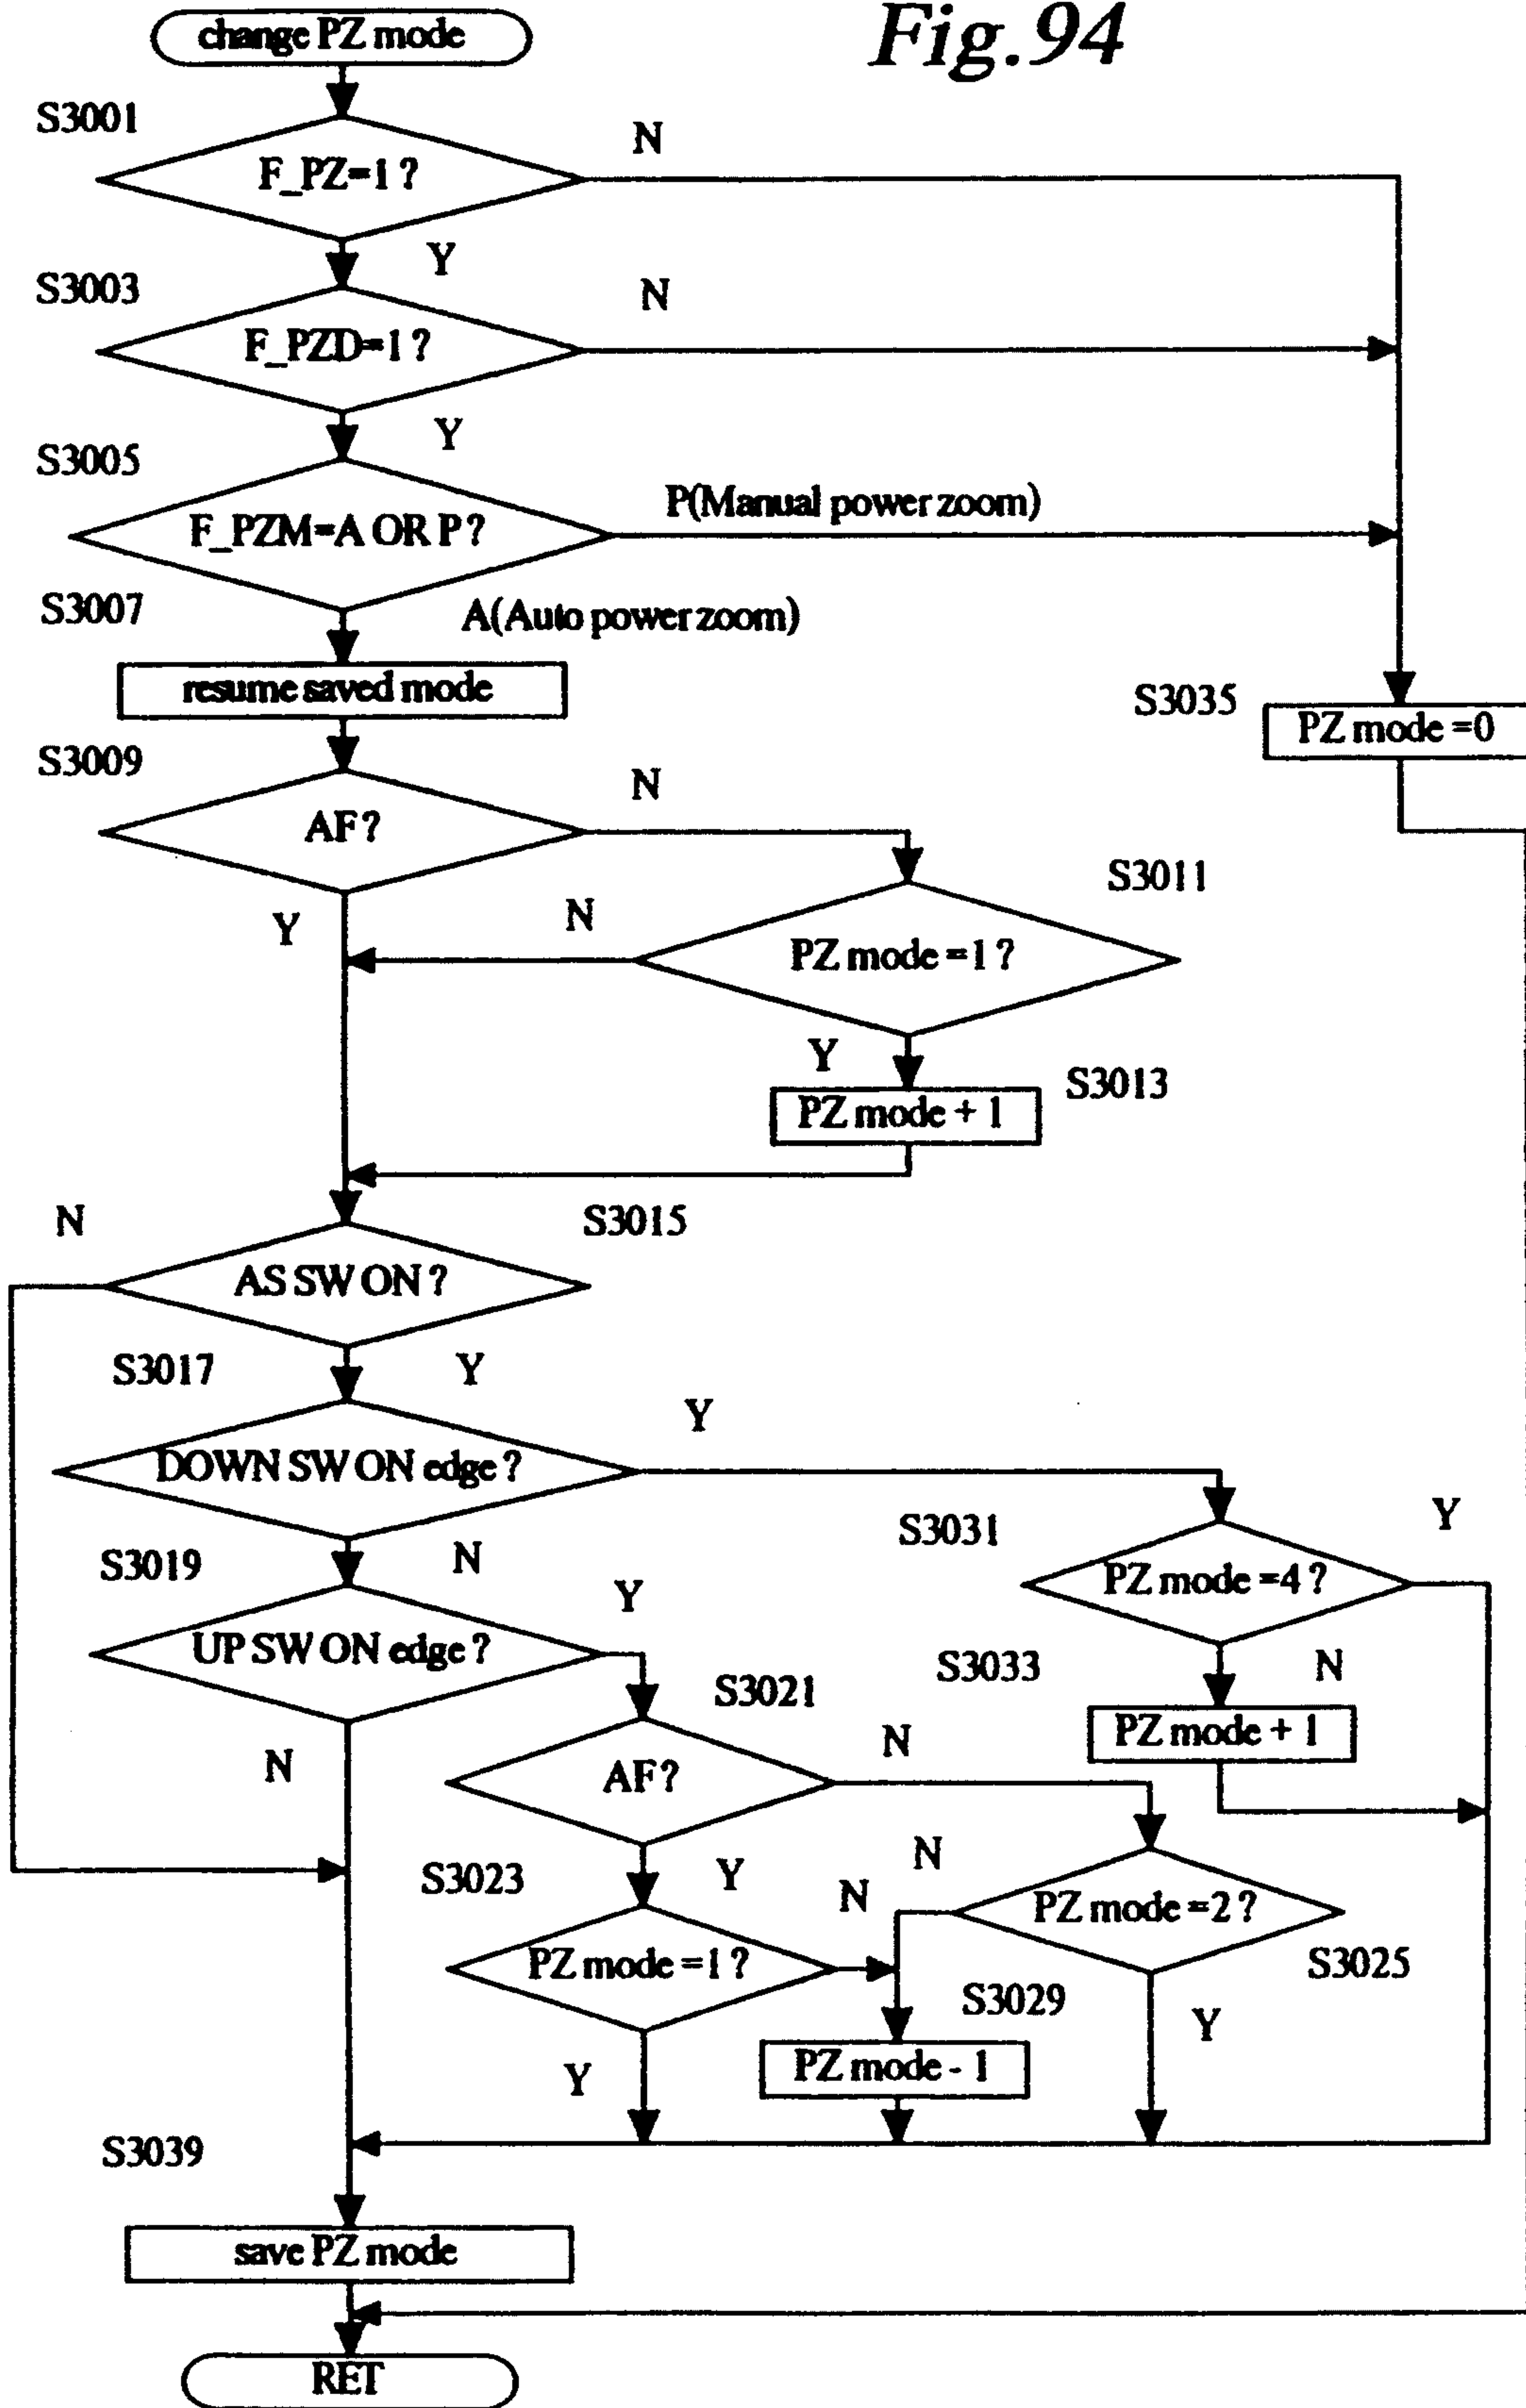 Fig.94
change PZ mode
S3001
F_PZ=1?
N
Y
S3003
F_PZD=1?
N
Y
S3005
F_PZM=A OR P?
P(Manual power zoom)
A(Auto power zoom)
S3007
resume saved mode
S3035
PZ mode =0
S3009
AF?
N
Y
S3011
PZ mode =1?
N
Y
S3013
PZ mode + 1
S3015
AS SW ON?
N
Y
S3017
DOWN SW ON edge?
Y
N
S3031
PZ mode =4?
Y
N
S3033
PZ mode + 1
S3019
UP SW ON edge?
Y
N
S3021
AF?
N
Y
S3023
PZ mode =1?
N
Y
PZ mode =2?
S3025
N
Y
S3029
PZ mode - 1
S3039
save PZ mode
RET